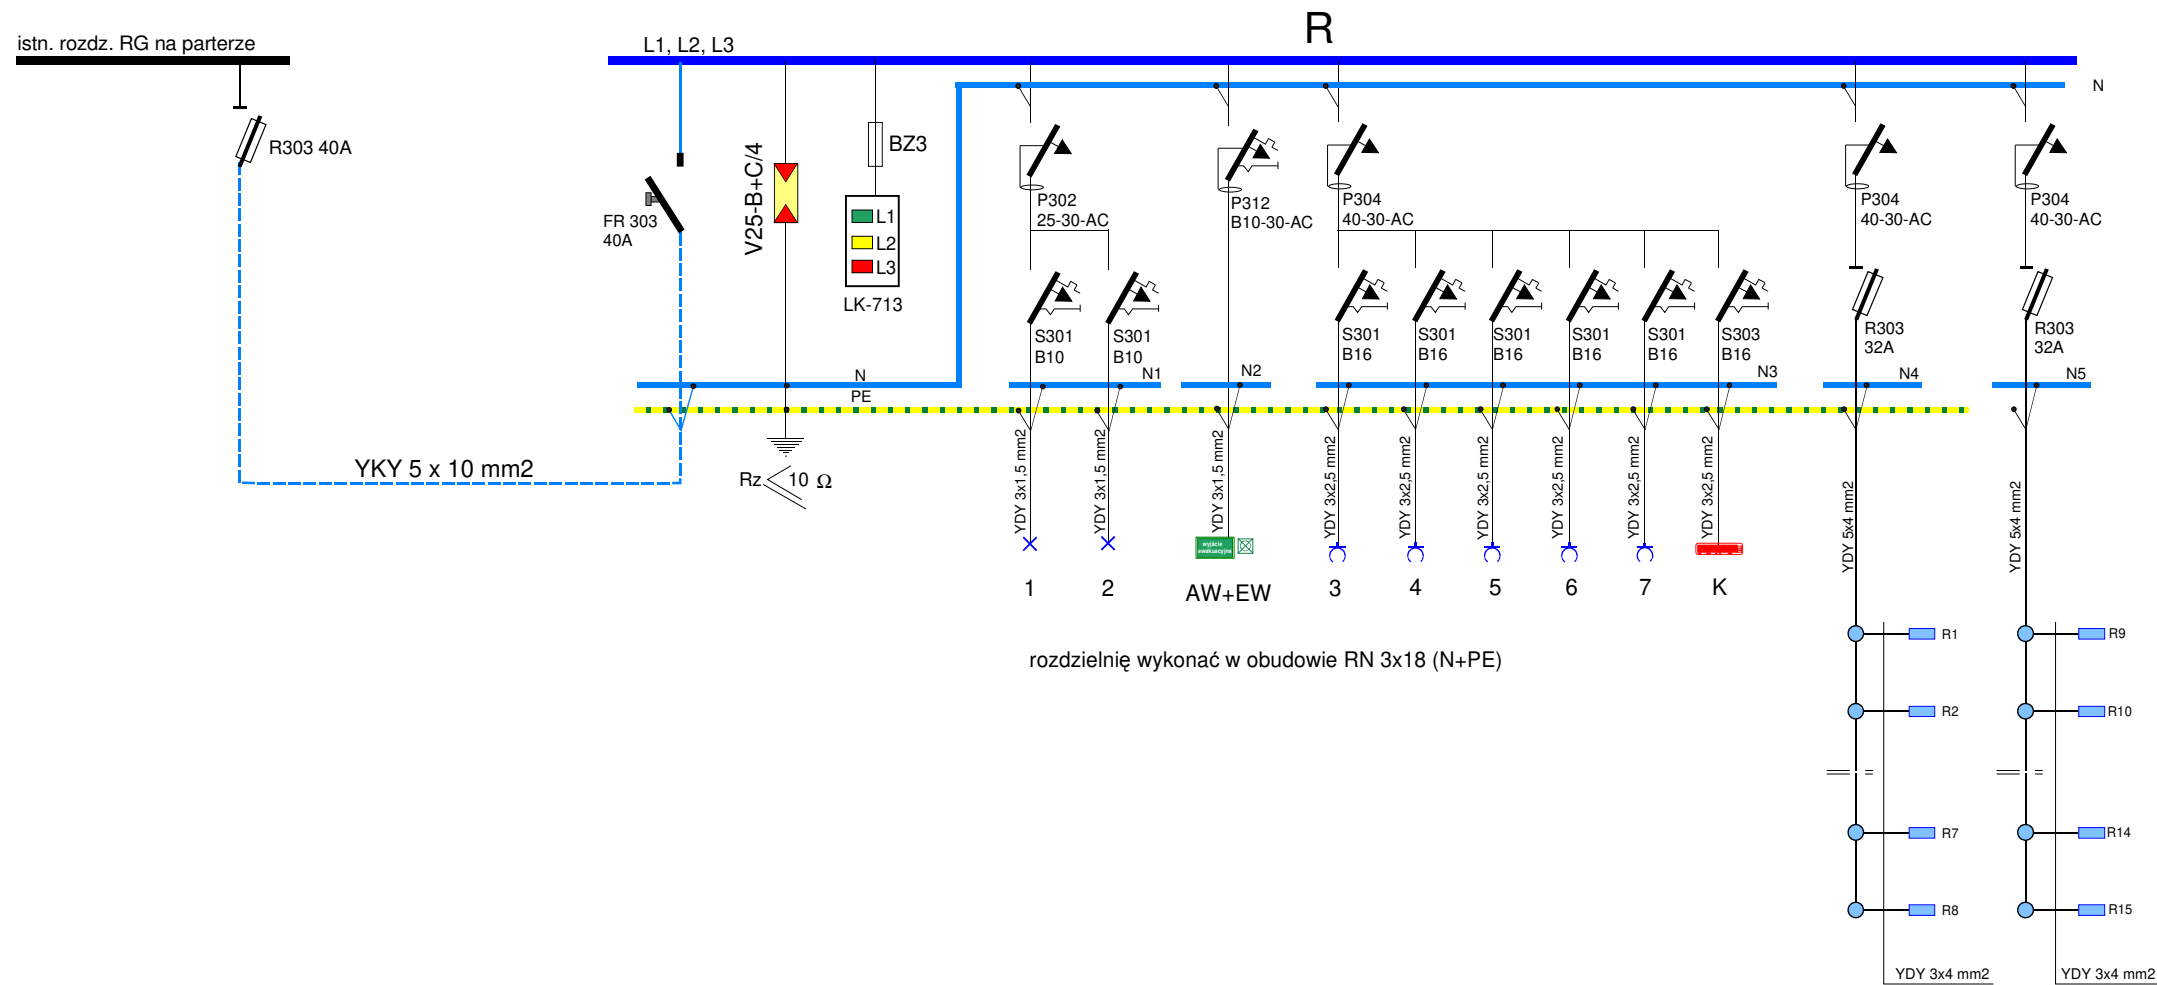 R
istn. rozdz. RG na parterze
L1, L2, L3
N
R303 40A
FR 303
40A
V25-B+C/4
BZ3
L1
L2
L3
LK-713
P302
25-30-AC
P312
B10-30-AC
P304
40-30-AC
P304
40-30-AC
P304
40-30-AC
S301
B10
S301
B10
S301
B16
S301
B16
S301
B16
S301
B16
S301
B16
S303
B16
R303
32A
R303
32A
N
PE
N1
N2
N3
N4
N5
YKY 5 x 10 mm2
Rz
10 Ω
YDY 3x1,5 mm2
YDY 3x1,5 mm2
YDY 3x1,5 mm2
YDY 3x2,5 mm2
YDY 3x2,5 mm2
YDY 3x2,5 mm2
YDY 3x2,5 mm2
YDY 3x2,5 mm2
YDY 3x2,5 mm2
YDY 5x4 mm2
YDY 5x4 mm2
wyjście
ewakuacyjne
1
2
AW+EW
3
4
5
6
7
K
rozdzielnię wykonać w obudowie RN 3x18 (N+PE)
R1
R9
R2
R10
R7
R14
R8
R15
YDY 3x4 mm2
YDY 3x4 mm2